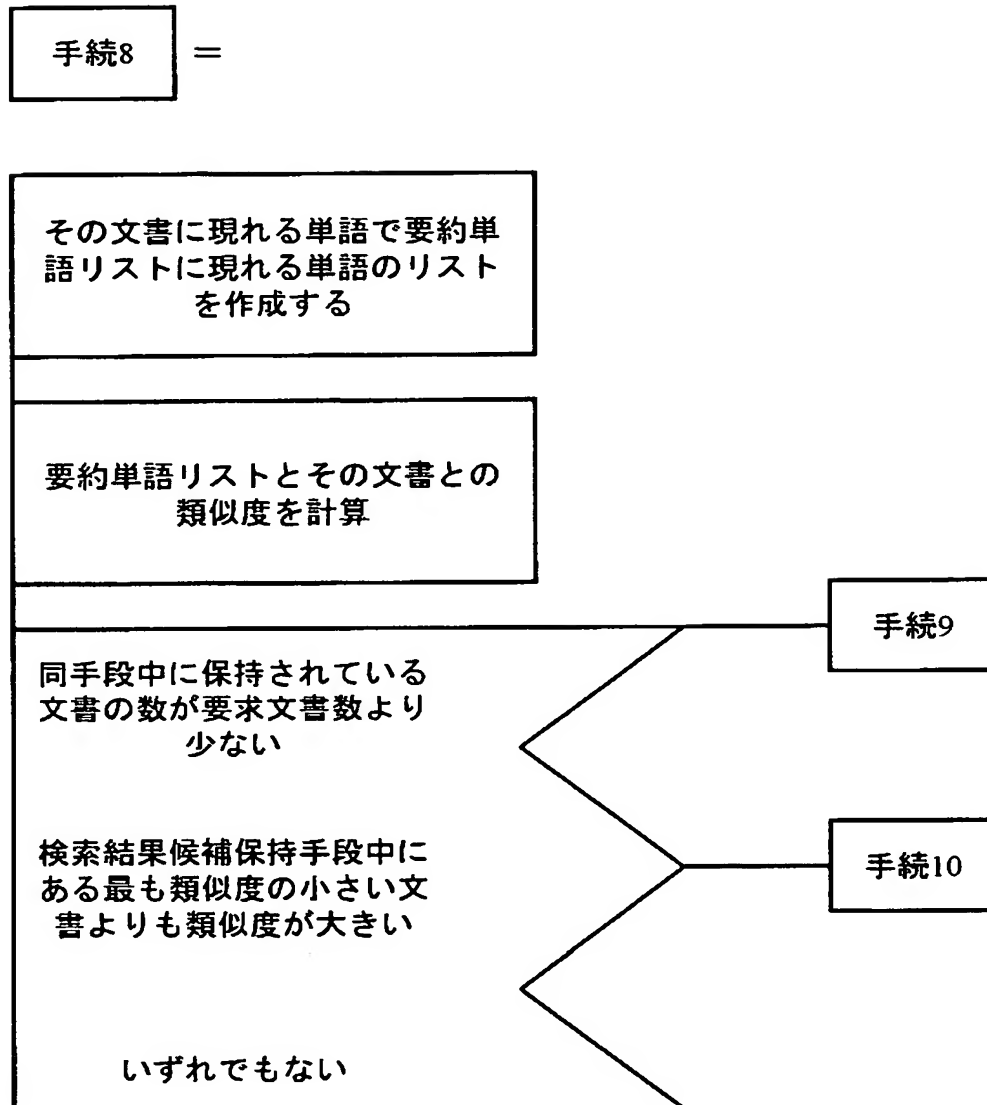 手続8 =
その文書に現れる単語で要約単
語リストに現れる単語のリスト
を作成する
要約単語リストとその文書との
類似度を計算
手続9
同手段中に保持されている
文書の数が要求文書数より
少ない
手続10
検索結果候補保持手段中に
ある最も類似度の小さい文
書よりも類似度が大きい
いずれでもない